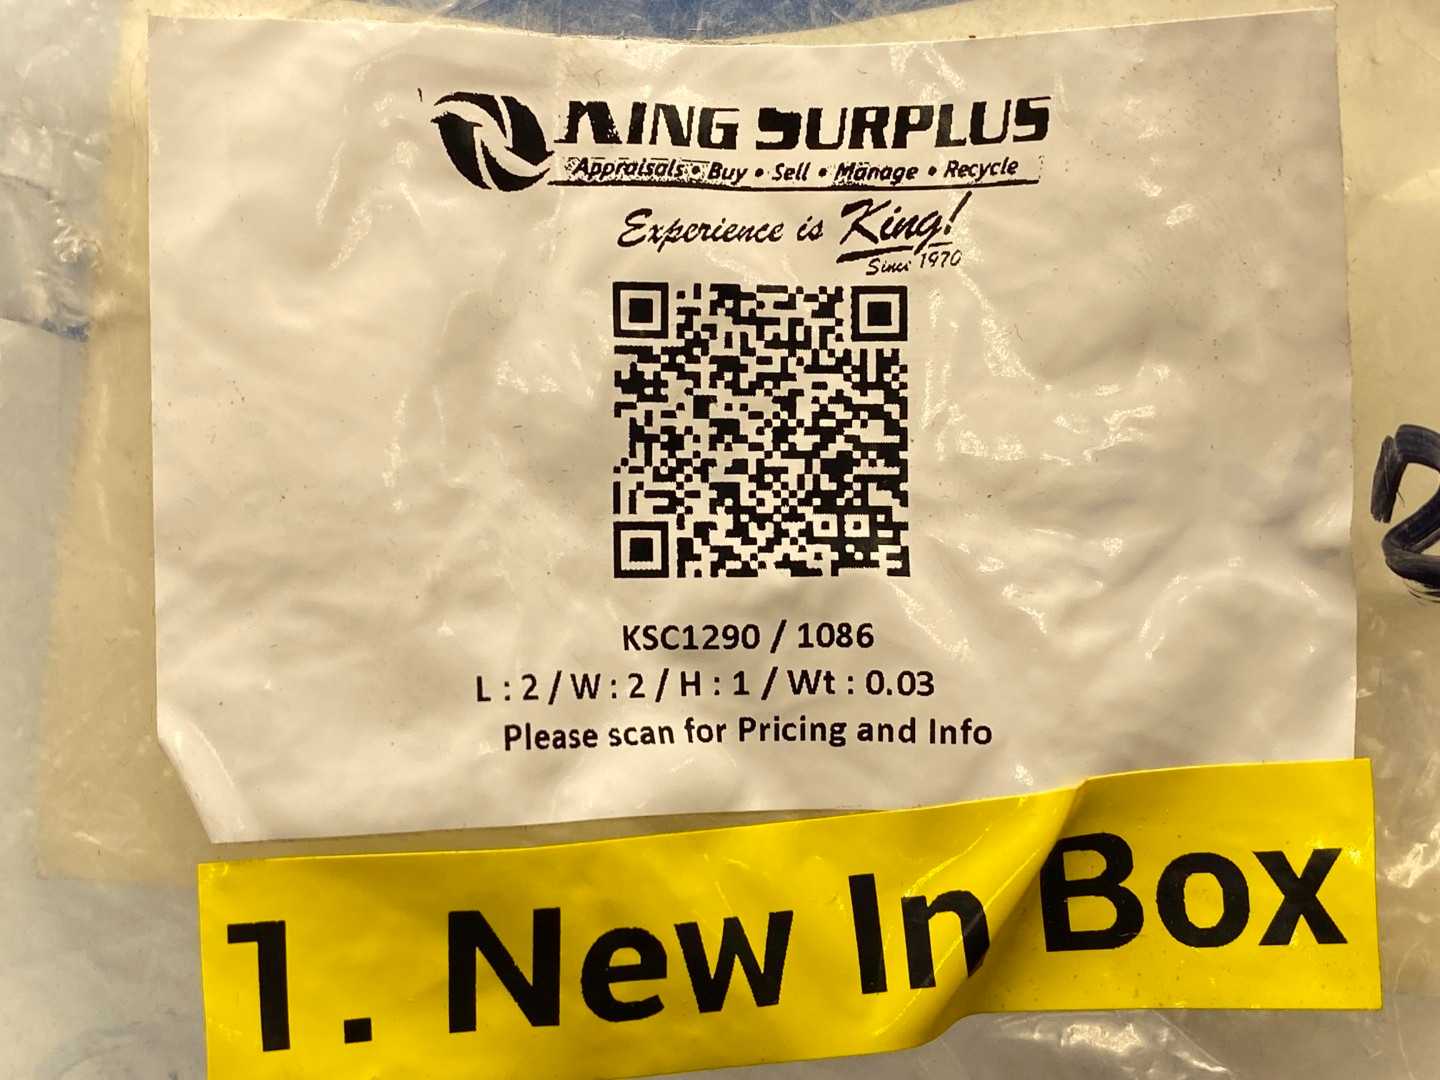 KING SURPLUS
Appraisals • Buy • Sell • Manage • Recycle
Experience is King!
Since 1970
KSC1290 / 1086
L : 2 / W : 2 / H : 1 / Wt : 0.03
Please scan for Pricing and Info
1. New In Box